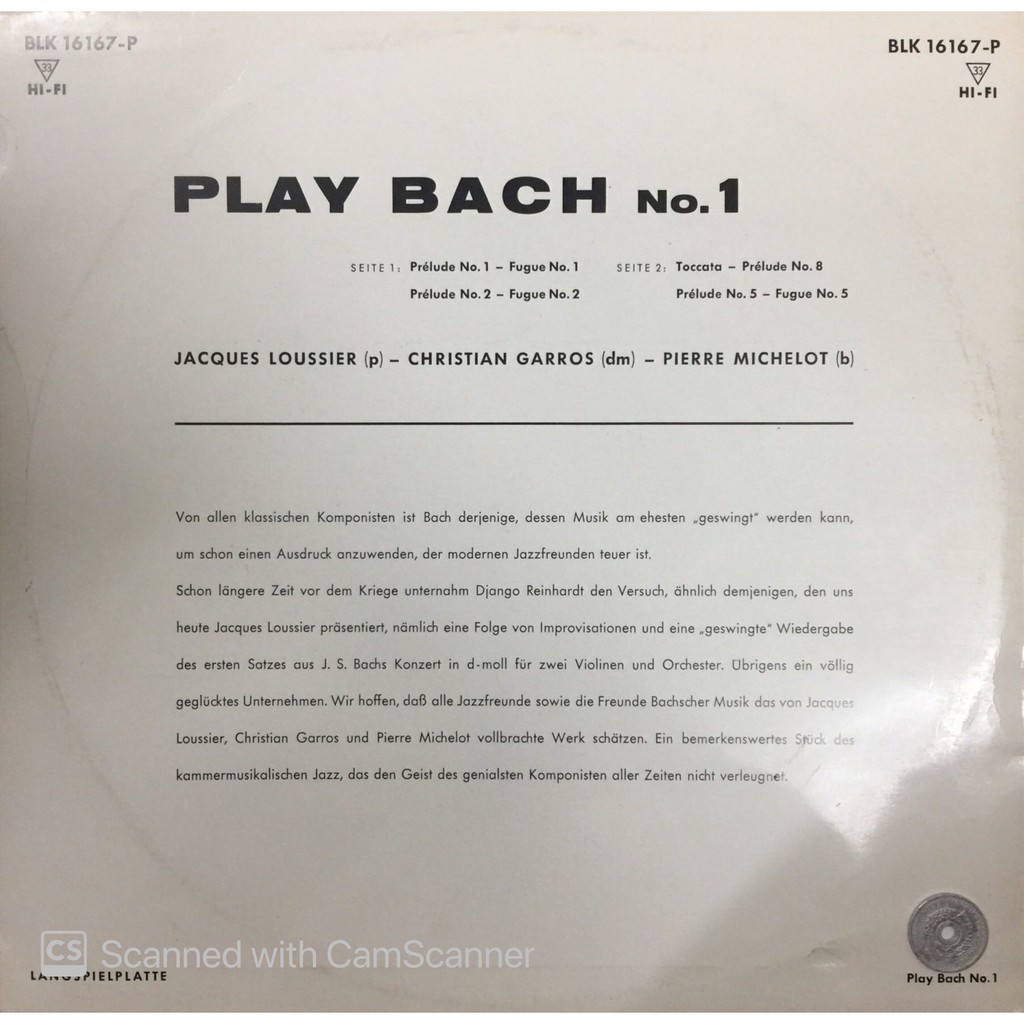 BLK 16167-P
33
HI-FI
BLK 16167-P
33
HI-FI
PLAY BACH No. 1
SEITE 1: Prélude No. 1 – Fugue No. 1
Prélude No. 2 – Fugue No. 2
SEITE 2: Toccata – Prélude No. 8
Prélude No. 5 – Fugue No. 5
JACQUES LOUSSIER (p) – CHRISTIAN GARROS (dm) – PIERRE MICHELOT (b)
Von allen klassischen Komponisten ist Bach derjenige, dessen Musik am ehesten „geswingt“ werden kann,
um schon einen Ausdruck anzuwenden, der modernen Jazzfreunden teuer ist.
Schon längere Zeit vor dem Kriege unternahm Django Reinhardt den Versuch, ähnlich demjenigen, den uns
heute Jacques Loussier präsentiert, nämlich eine Folge von Improvisationen und eine „geswingte“ Wiedergabe
des ersten Satzes aus J. S. Bachs Konzert in d-moll für zwei Violinen und Orchester. Übrigens ein völlig
geglücktes Unternehmen. Wir hoffen, daß alle Jazzfreunde sowie die Freunde Bachscher Musik das von Jacques
Loussier, Christian Garros und Pierre Michelot vollbrachte Werk schätzen. Ein bemerkenswertes Stück des
kammermusikalischen Jazz, das den Geist des genialsten Komponisten aller Zeiten nicht verleugnet.
CS Scanned with CamScanner
LANGSPIELPLATTE
Play Bach No. 1